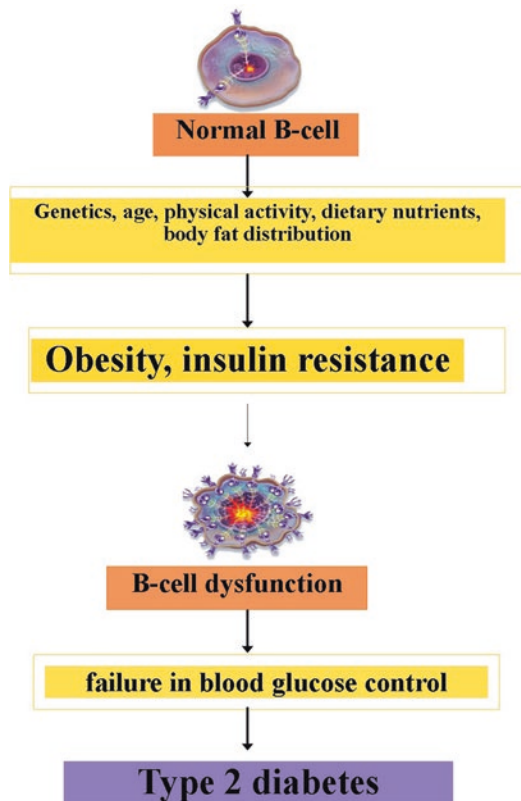 Normal B-cell
Genetics, age, physical activity, dietary nutrients,
body fat distribution
Obesity, insulin resistance
B-cell dysfunction
failure in blood glucose control
Type 2 diabetes